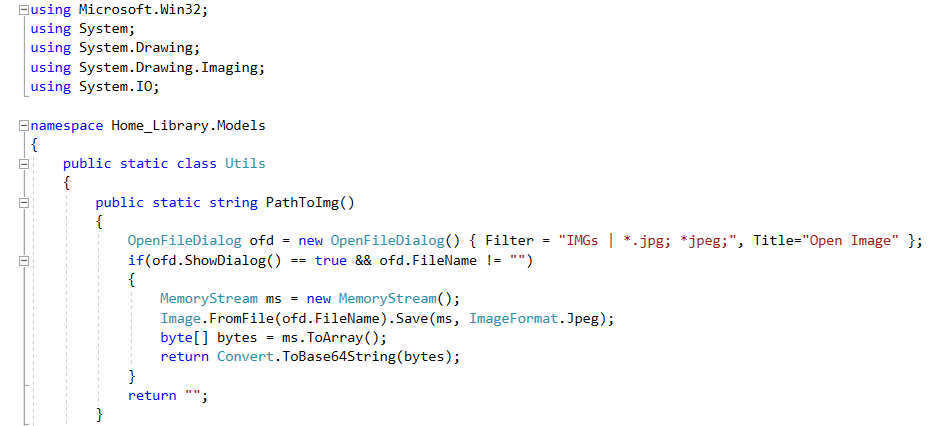 using Microsoft.Win32;
using System;
using System.Drawing;
using System.Drawing.Imaging;
using System.IO;
namespace Home_Library.Models
{
public static class Utils
{
public static string PathToImg()
{
OpenFileDialog ofd = new OpenFileDialog() { Filter = "IMGs | *.jpg; *jpeg;", Title="Open Image" };
if(ofd.ShowDialog() == true && ofd.FileName != "")
{
MemoryStream ms = new MemoryStream();
Image.FromFile(ofd.FileName).Save(ms, ImageFormat.Jpeg);
byte[] bytes = ms.ToArray();
return Convert.ToBase64String(bytes);
}
return "";
}